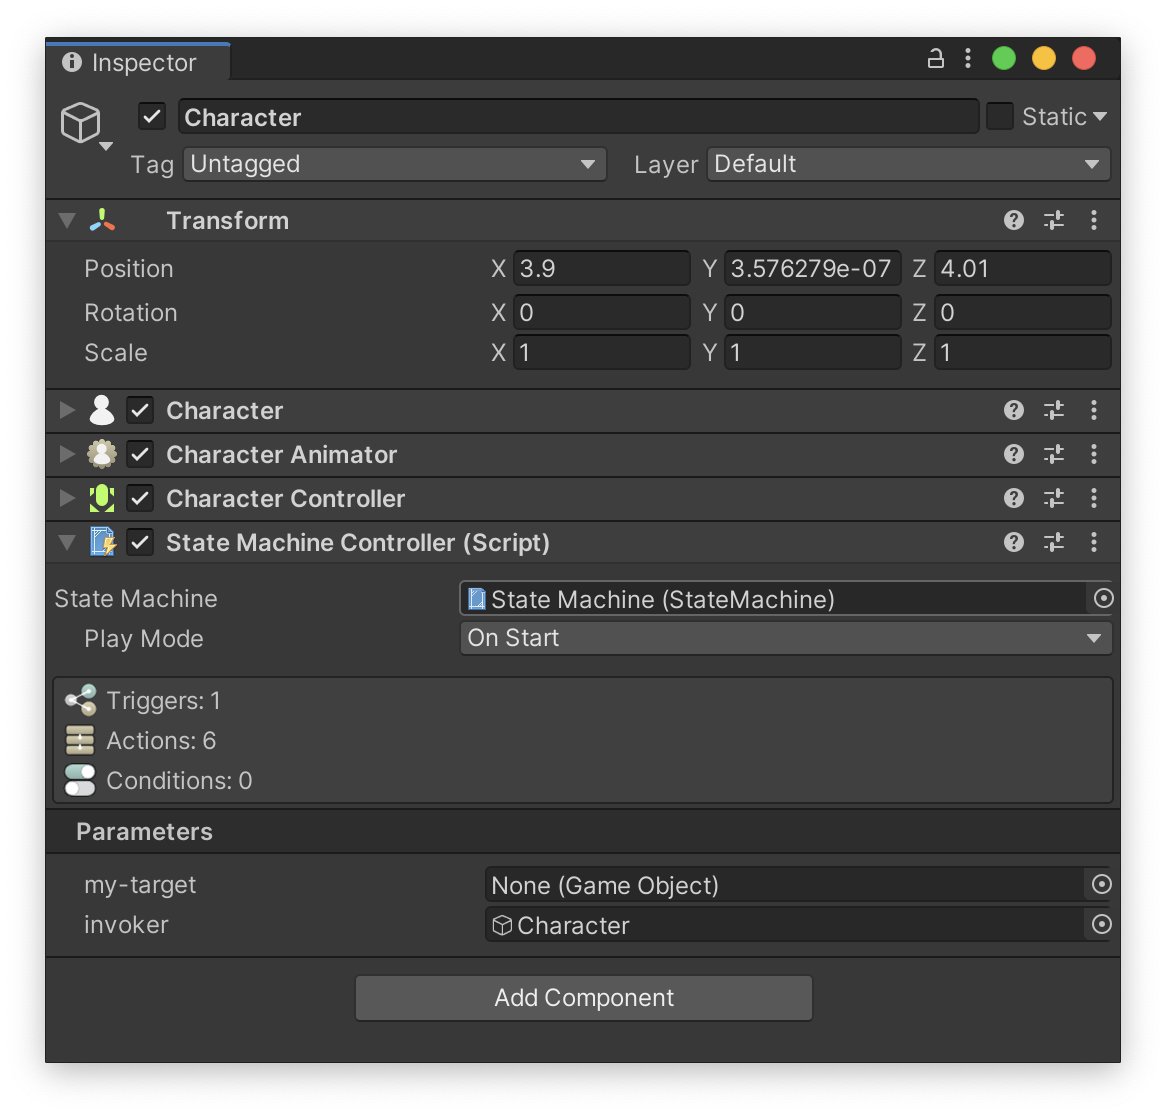 Inspector
Character Static
Tag Untagged Layer Default
Transform
Position X 3.9 Y 3.576279e-07 Z 4.01
Rotation X 0 Y 0 Z 0
Scale X 1 Y 1 Z 1
Character
Character Animator
Character Controller
State Machine Controller (Script)
State Machine State Machine (StateMachine)
Play Mode On Start
Triggers: 1
Actions: 6
Conditions: 0
Parameters
my-target None (Game Object)
invoker Character
Add Component